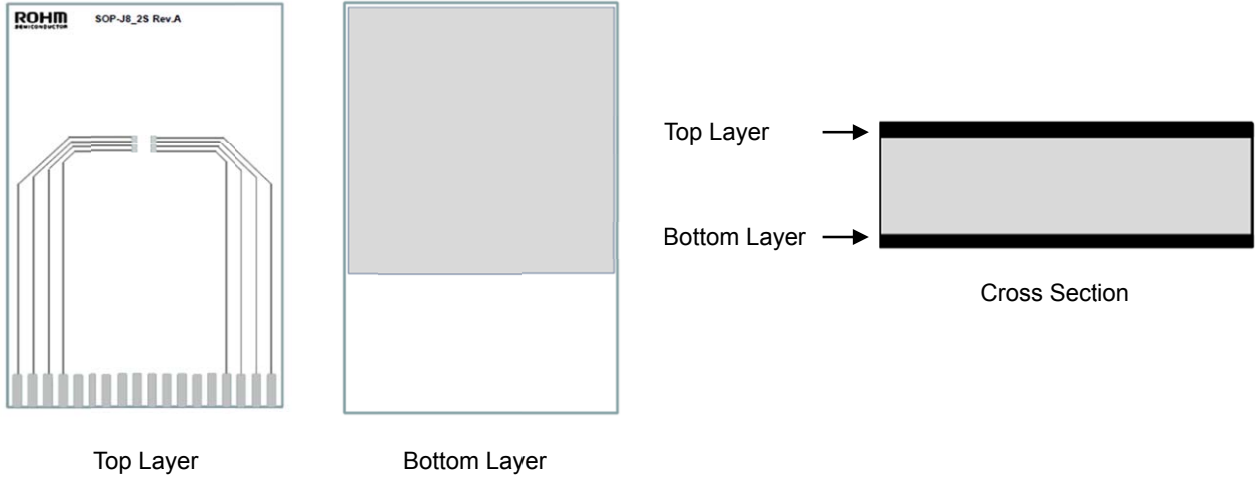 ROHM
SEMICONDUCTOR
SOP-J8_2S Rev.A
Top Layer
Bottom Layer
Top Layer
Bottom Layer
Cross Section